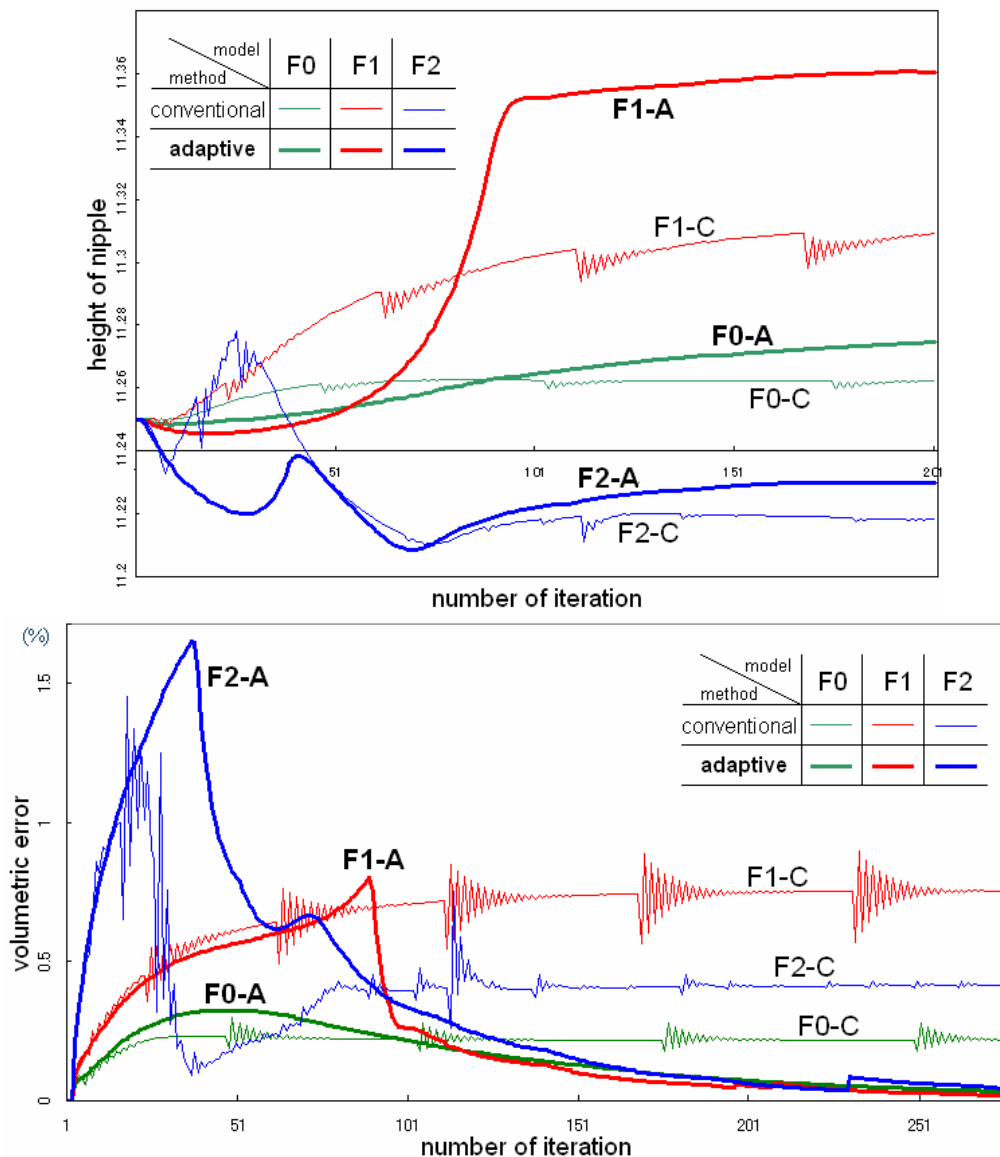 model
method
F0 F1 F2
conventional
adaptive
11.36
11.34
11.32
11.3
11.28
11.26
11.24
11.22
11.2
height of nipple
F1-A
F1-C
F0-A
F0-C
F2-A
F2-C
51 101 151 201
number of iteration
(%)
model
method
F0 F1 F2
conventional
adaptive
1.5
1
0.5
0
volumetric error
F2-A
F1-A
F1-C
F2-C
F0-A
F0-C
1 51 101 151 201 251
number of iteration